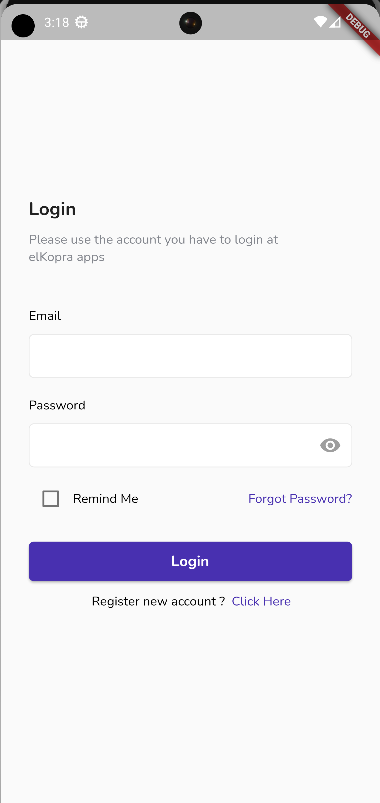 3:18
DEBUG
Login
Please use the account you have to login at
elKopra apps
Email
Password
Remind Me
Forgot Password?
Login
Register new account ? Click Here